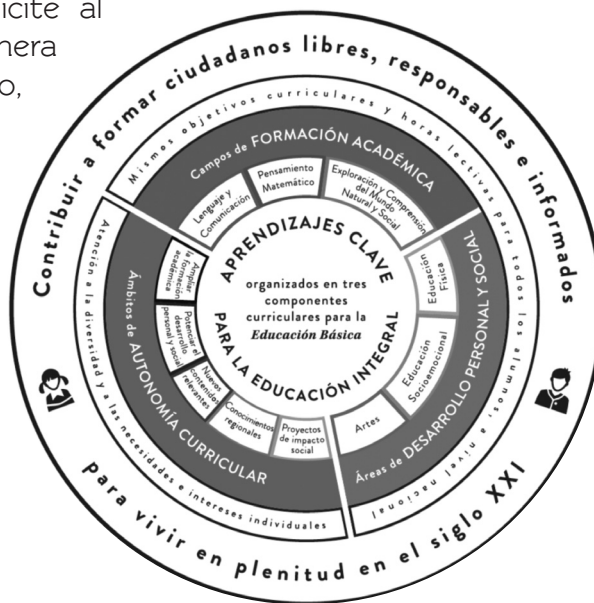 icite al
nera
o,
Contribuir a formar ciudadanos libres, responsables e informados
para vivir en plenitud en el siglo XXI
Mismos objetivos curriculares y horas lectivas para todos los alumnos, a nivel nacional
Atención a la diversidad y a las necesidades e intereses individuales
Campos de FORMACIÓN ACADÉMICA
Lenguaje y
Comunicación
Pensamiento
Matemático
Exploración y Comprensión
del Mundo
Natural y Social
Áreas de DESARROLLO PERSONAL Y SOCIAL
Educación
Física
Educación
Socioemocional
Artes
Ámbitos de AUTONOMÍA CURRICULAR
Ampliar
la formación
académica
Potenciar el
desarrollo
personal y social
Nuevos
contenidos
relevantes
Conocimientos
regionales
Proyectos
de impacto
social
APRENDIZAJES CLAVE
organizados en tres
componentes
curriculares para la
Educación Básica
PARA LA EDUCACIÓN INTEGRAL